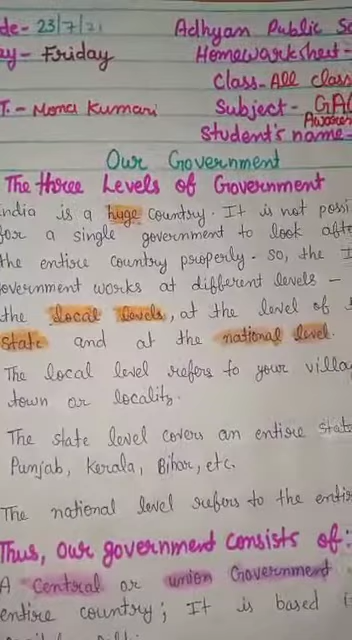 de- 23/7/21 Adhyan Public Sc
ay- Friday Homeworksheet-
Class- All class
T.- Mona Kumari Subject- GA(
Awaren
Student's name-
Our Government
The three Levels of Government
india is a huge country. It is not possi
for a single government to look afte
the entire country properly. So, the I
overnment works at different levels -
the local levels, at the level of
state and at the national level.
The local level refers to your villa
town or locality.
The state level covers an entire state
Punjab, Kerala, Bihar, etc.
The national level refers to the entir
Thus, our government consists of:
A Central or union Government
entire country; It is based i